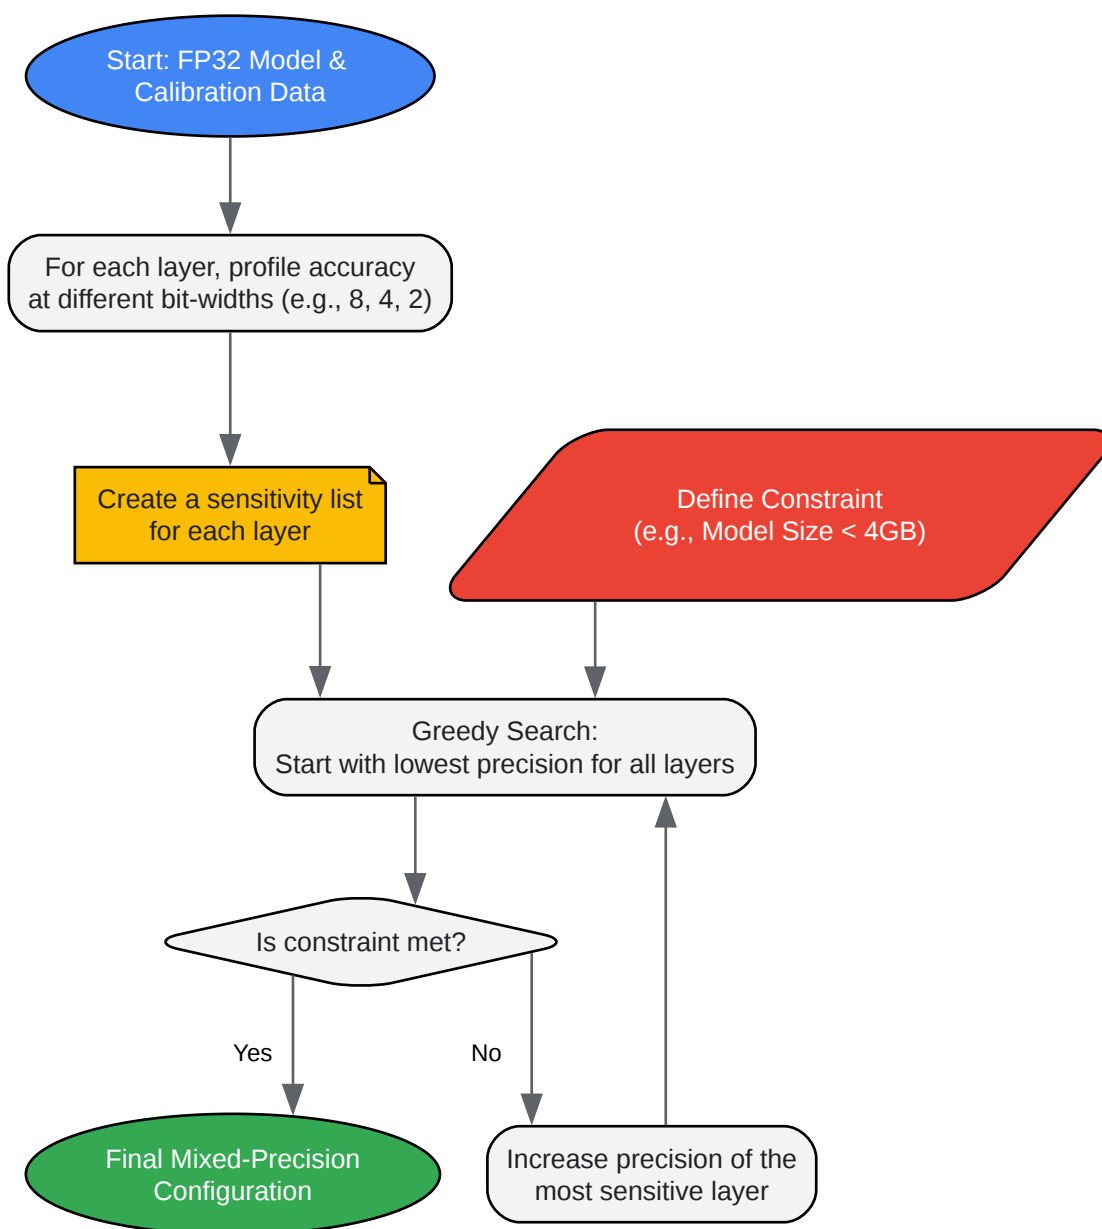 Start: FP32 Model &
Calibration Data
For each layer, profile accuracy
at different bit-widths (e.g., 8, 4, 2)
Create a sensitivity list
for each layer
Define Constraint
(e.g., Model Size < 4GB)
Greedy Search:
Start with lowest precision for all layers
Is constraint met?
Yes
No
Final Mixed-Precision
Configuration
Increase precision of the
most sensitive layer